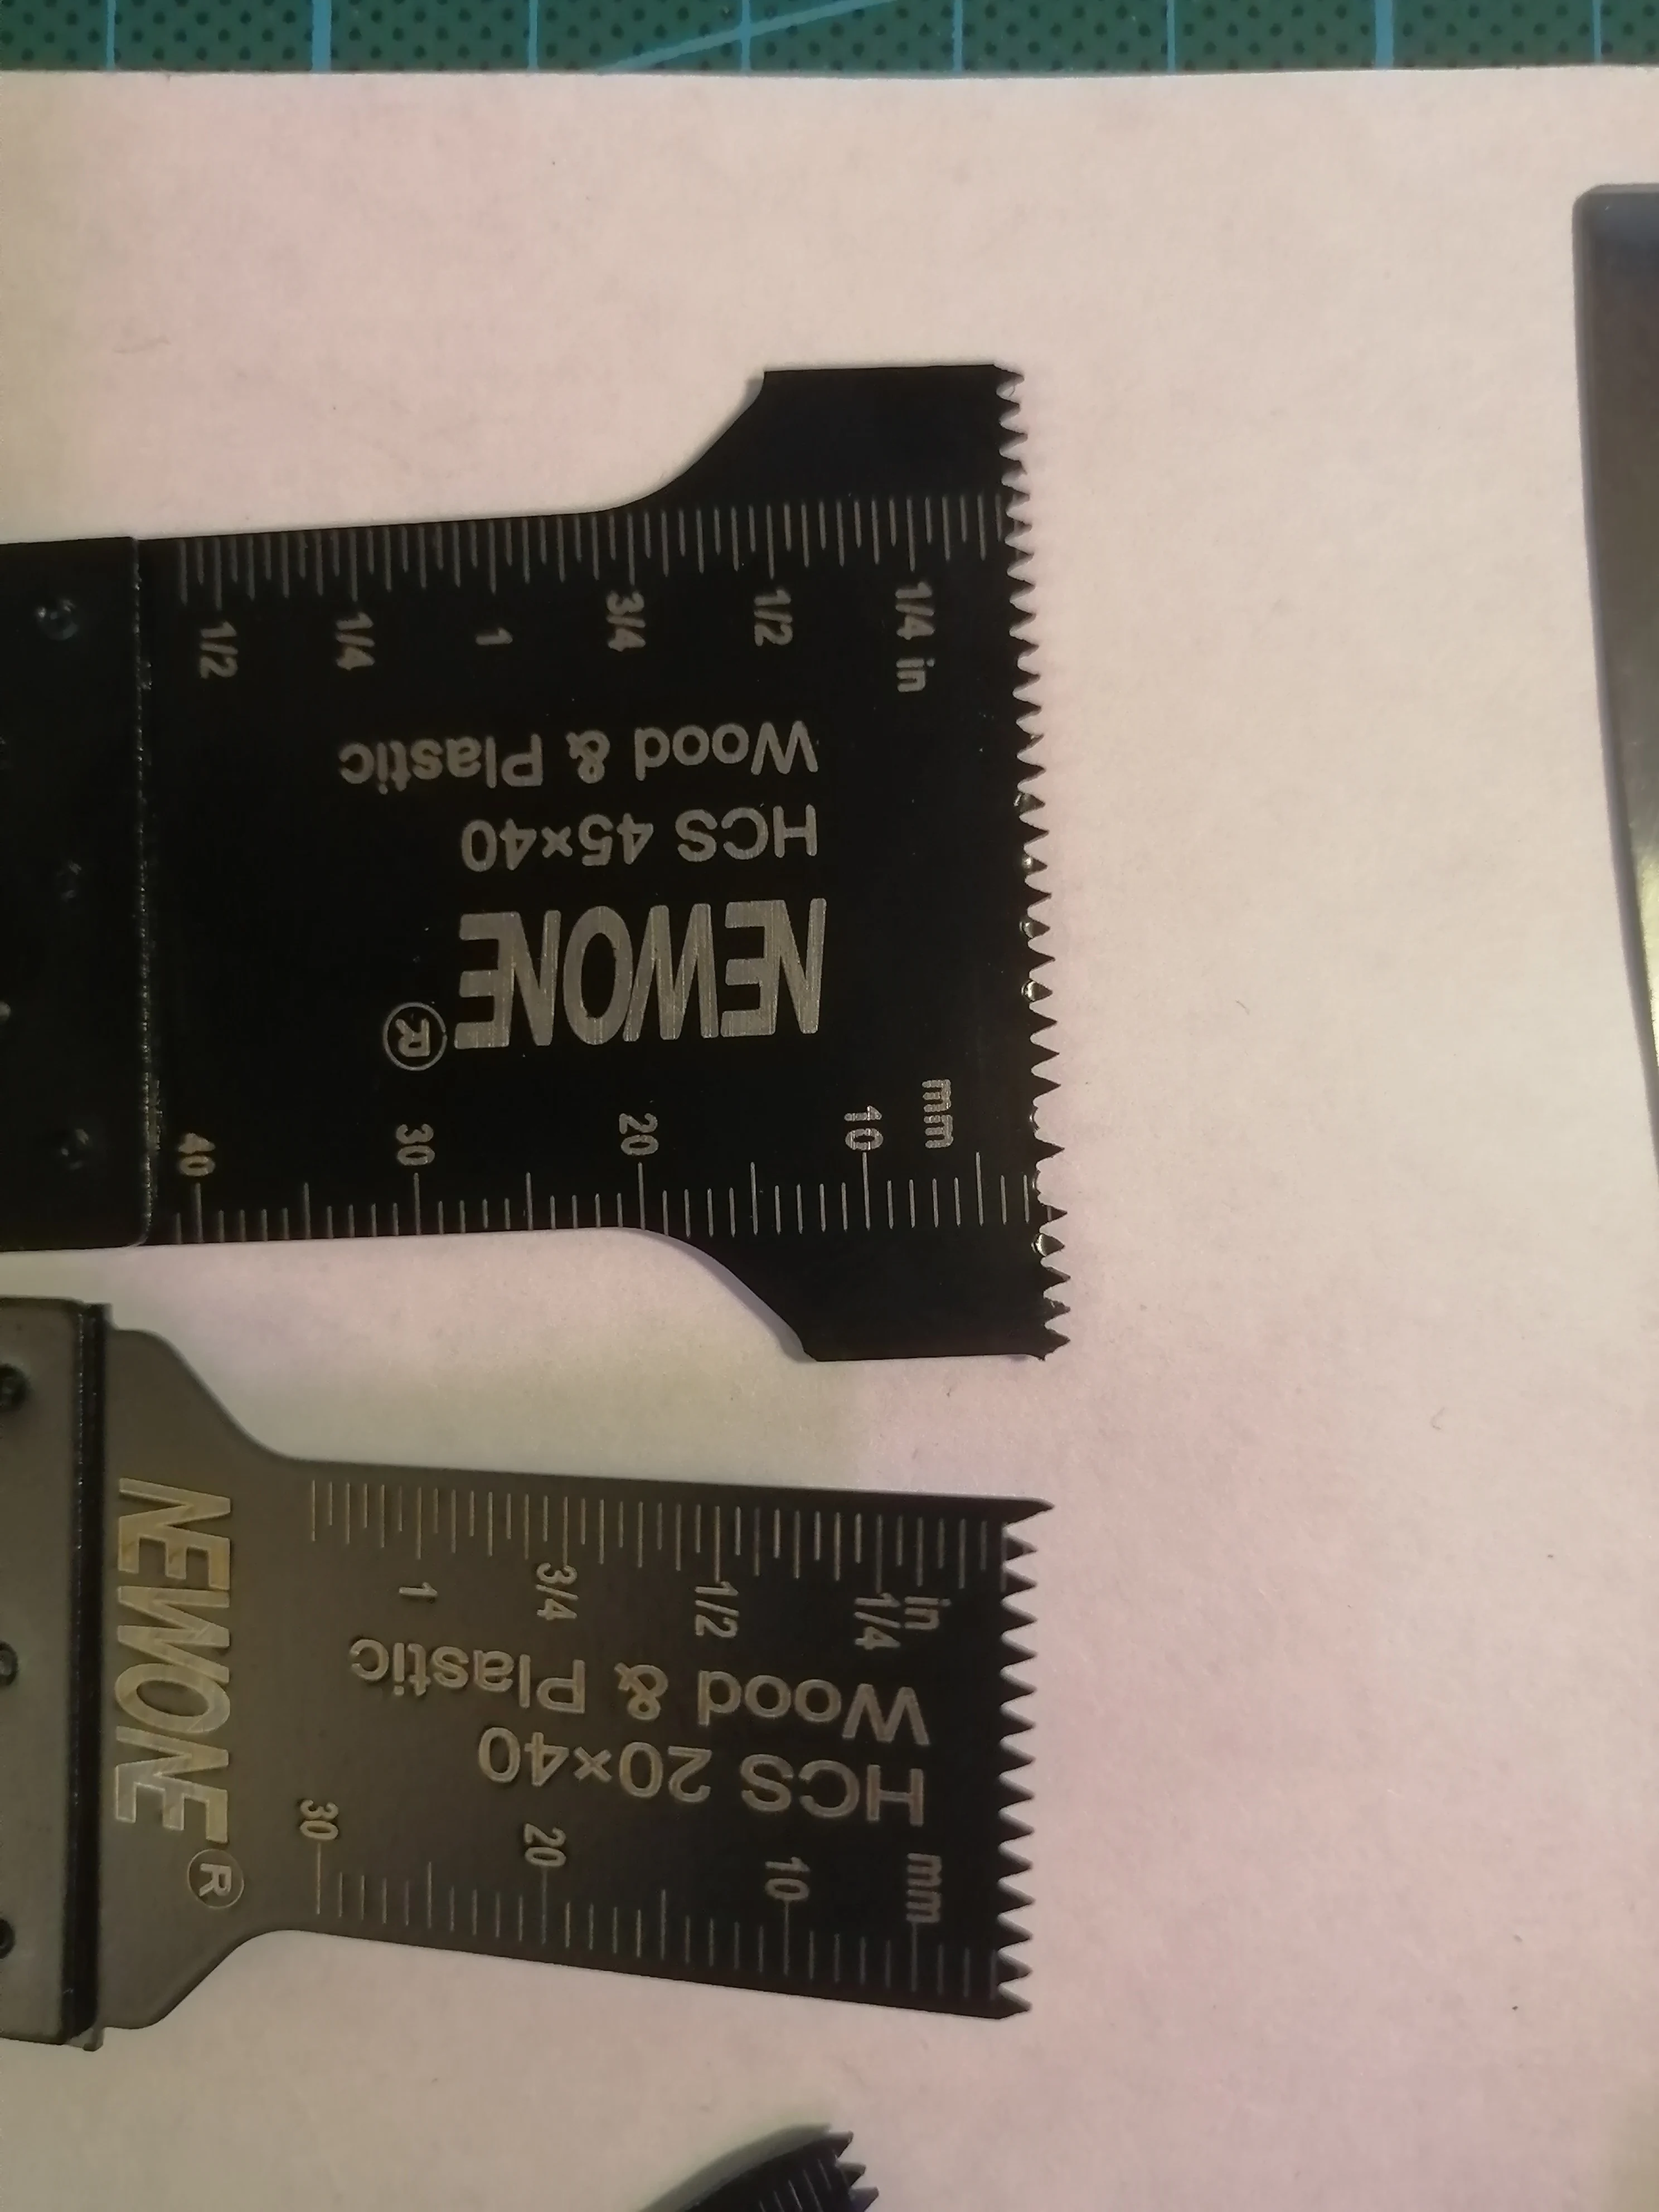 1/2 1/4 1 3/4 1/2 1/4 in
Wood & Plastic
HCS 45×40
NEWONE®
40 30 20 10 mm
NEWONE®
1 3/4 1/2 1/4 in
Wood & Plastic
HCS 20×40
30 20 10 mm